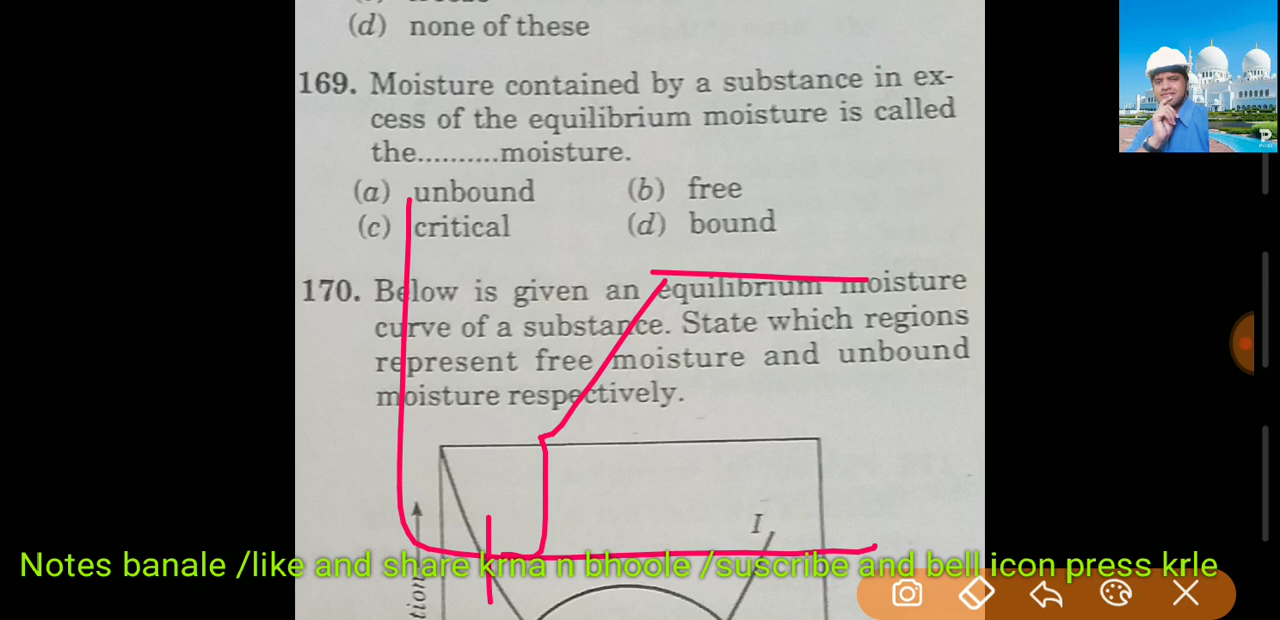 (d) none of these
169. Moisture contained by a substance in ex-
cess of the equilibrium moisture is called
the..........moisture.
(a) unbound (b) free
(c) critical (d) bound
170. Below is given an equilibrium moisture
curve of a substance. State which regions
represent free moisture and unbound
moisture respectively.
I
Notes banale /like and share krna n bhoole /suscribe and bell icon press krle